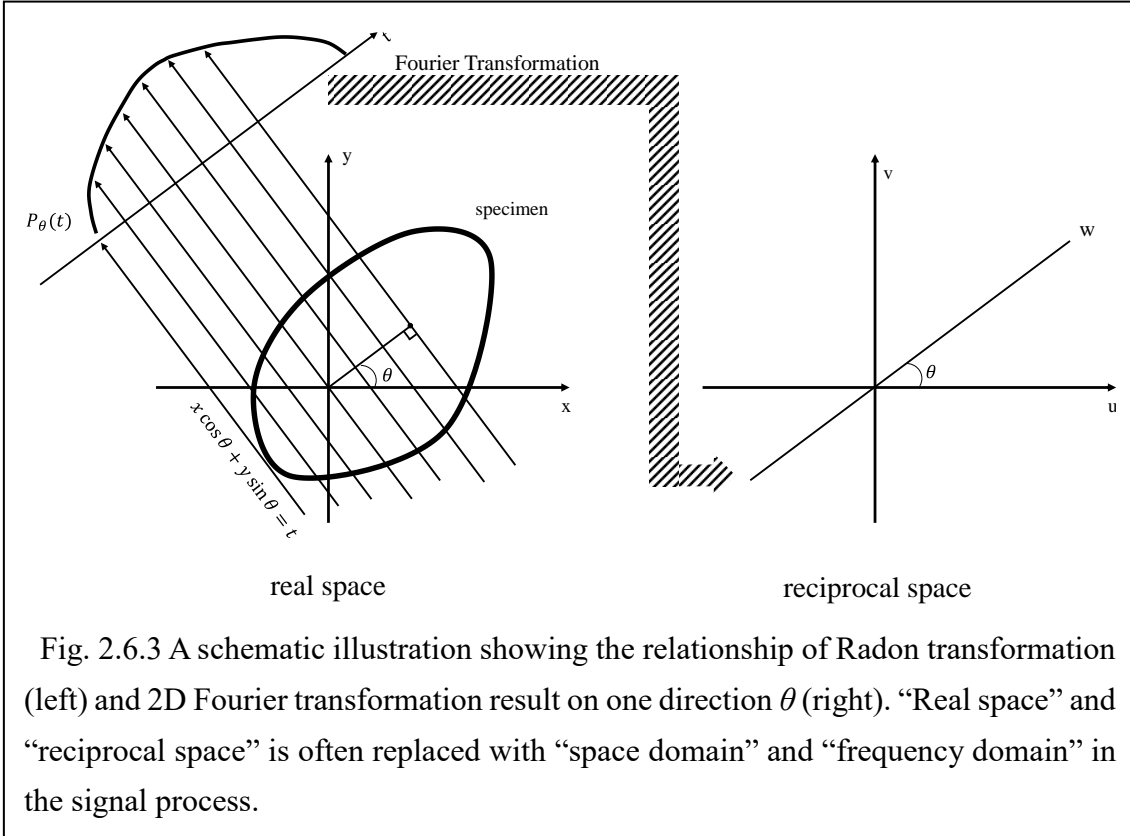 t
Fourier Transformation
y
v
specimen
P_θ(t)
w
θ
θ
x
u
x cos θ + y sin θ = t
real space
reciprocal space
Fig. 2.6.3 A schematic illustration showing the relationship of Radon transformation
(left) and 2D Fourier transformation result on one direction θ (right). “Real space” and
“reciprocal space” is often replaced with “space domain” and “frequency domain” in
the signal process.